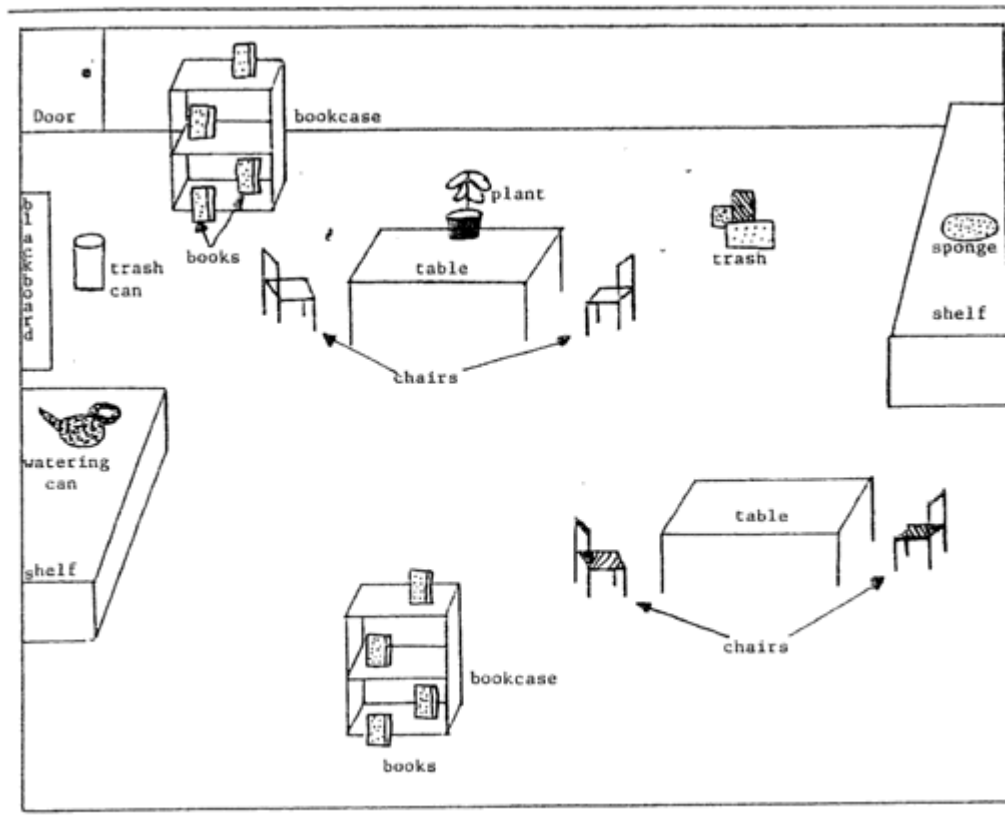 Door
bookcase
plant
books
table
trash
sponge
blackboard
trash
can
shelf
chairs
watering
can
table
shelf
chairs
bookcase
books